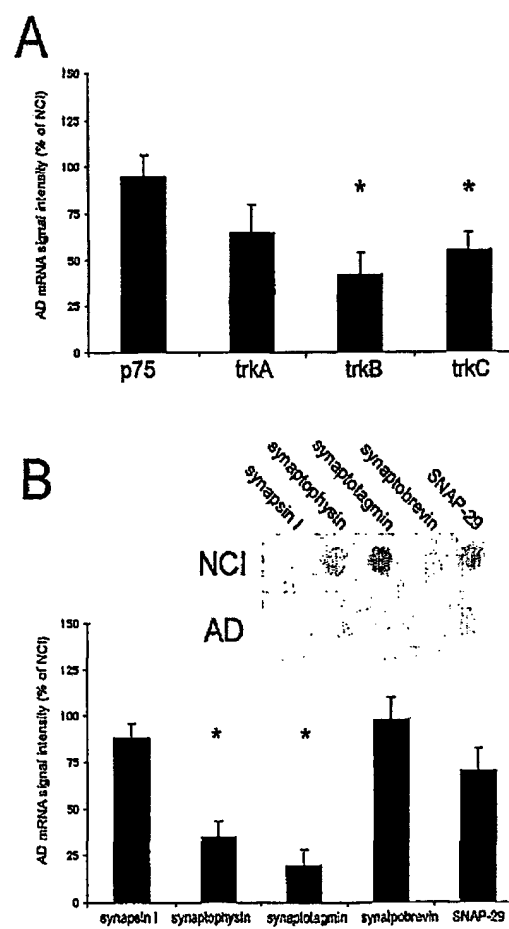 A
AD mRNA signal intensity (% of NCI)
150
125
100
75
50
25
0
* *
p75 trkA trkB trkC
B
synapsin I synaptophysin synaptotagmin synaptobrevin SNAP-29
NCI
AD
AD mRNA signal intensity (% of NCI)
150
125
100
75
50
25
0
* *
synapsin I synaptophysin synaptotagmin synalpobrevin SNAP-29